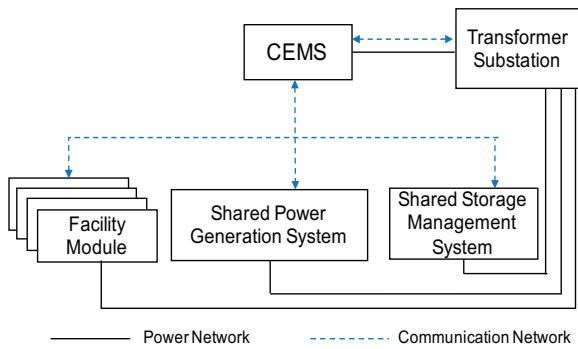 CEMS
Transformer
Substation
Facility
Module
Shared Power
Generation System
Shared Storage
Management
System
Power Network
Communication Network